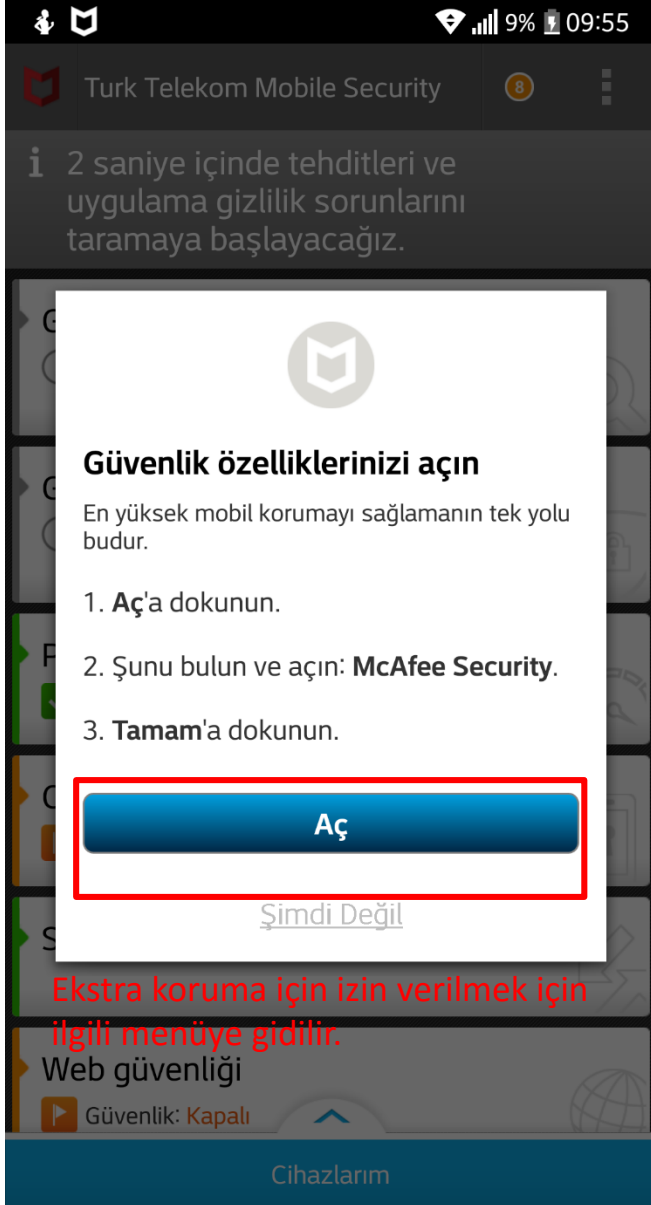 9% 09:55
Turk Telekom Mobile Security 8
i 2 saniye içinde tehditleri ve
uygulama gizlilik sorunlarını
taramaya başlayacağız.
G
Güvenlik özelliklerinizi açın
G
En yüksek mobil korumayı sağlamanın tek yolu
budur.
1. Aç'a dokunun.
P
2. Şunu bulun ve açın: McAfee Security.
3. Tamam'a dokunun.
Aç
Şimdi Değil
S
Ekstra koruma için izin verilmek için
ilgili menüye gidilir.
Web güvenliği
Güvenlik: Kapalı
Cihazlarım